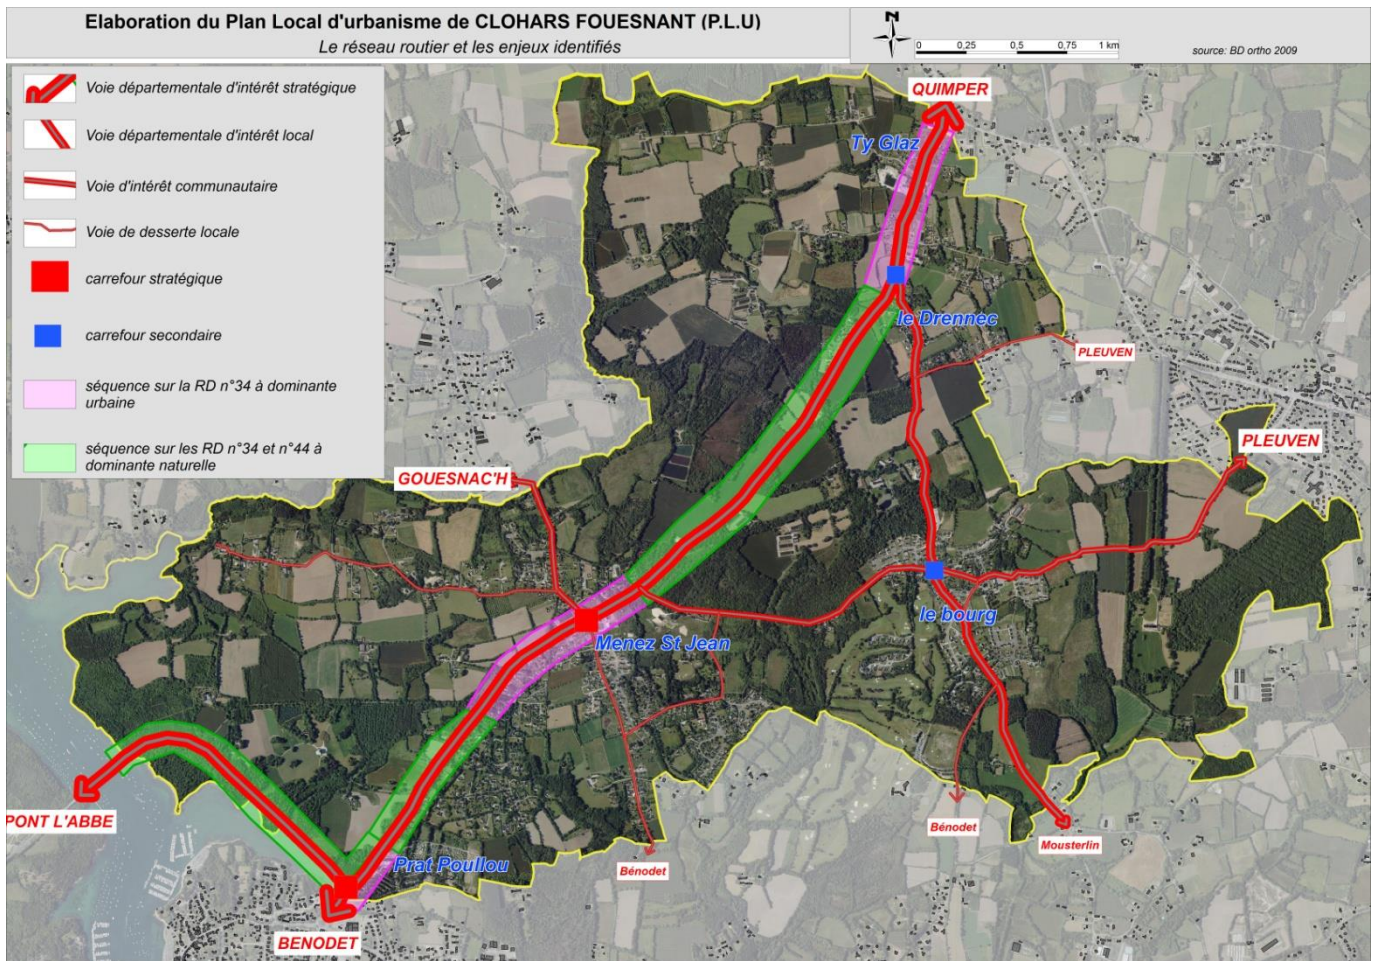 Elaboration du Plan Local d'urbanisme de CLOHARS FOUESNANT (P.L.U)
Le réseau routier et les enjeux identifiés
N
0 0,25 0,5 0,75 1 km
source: BD ortho 2009
Voie départementale d'intérêt stratégique
Voie départementale d'intérêt local
Voie d'intérêt communautaire
Voie de desserte locale
carrefour stratégique
carrefour secondaire
séquence sur la RD n°34 à dominante
urbaine
séquence sur les RD n°34 et n°44 à
dominante naturelle
QUIMPER
Ty Glaz
le Drennec
PLEUVEN
PLEUVEN
GOUESNAC'H
le bourg
Menez St Jean
PONT L'ABBE
Bénodet
Mousterlin
Prat Poullou
Bénodet
BENODET